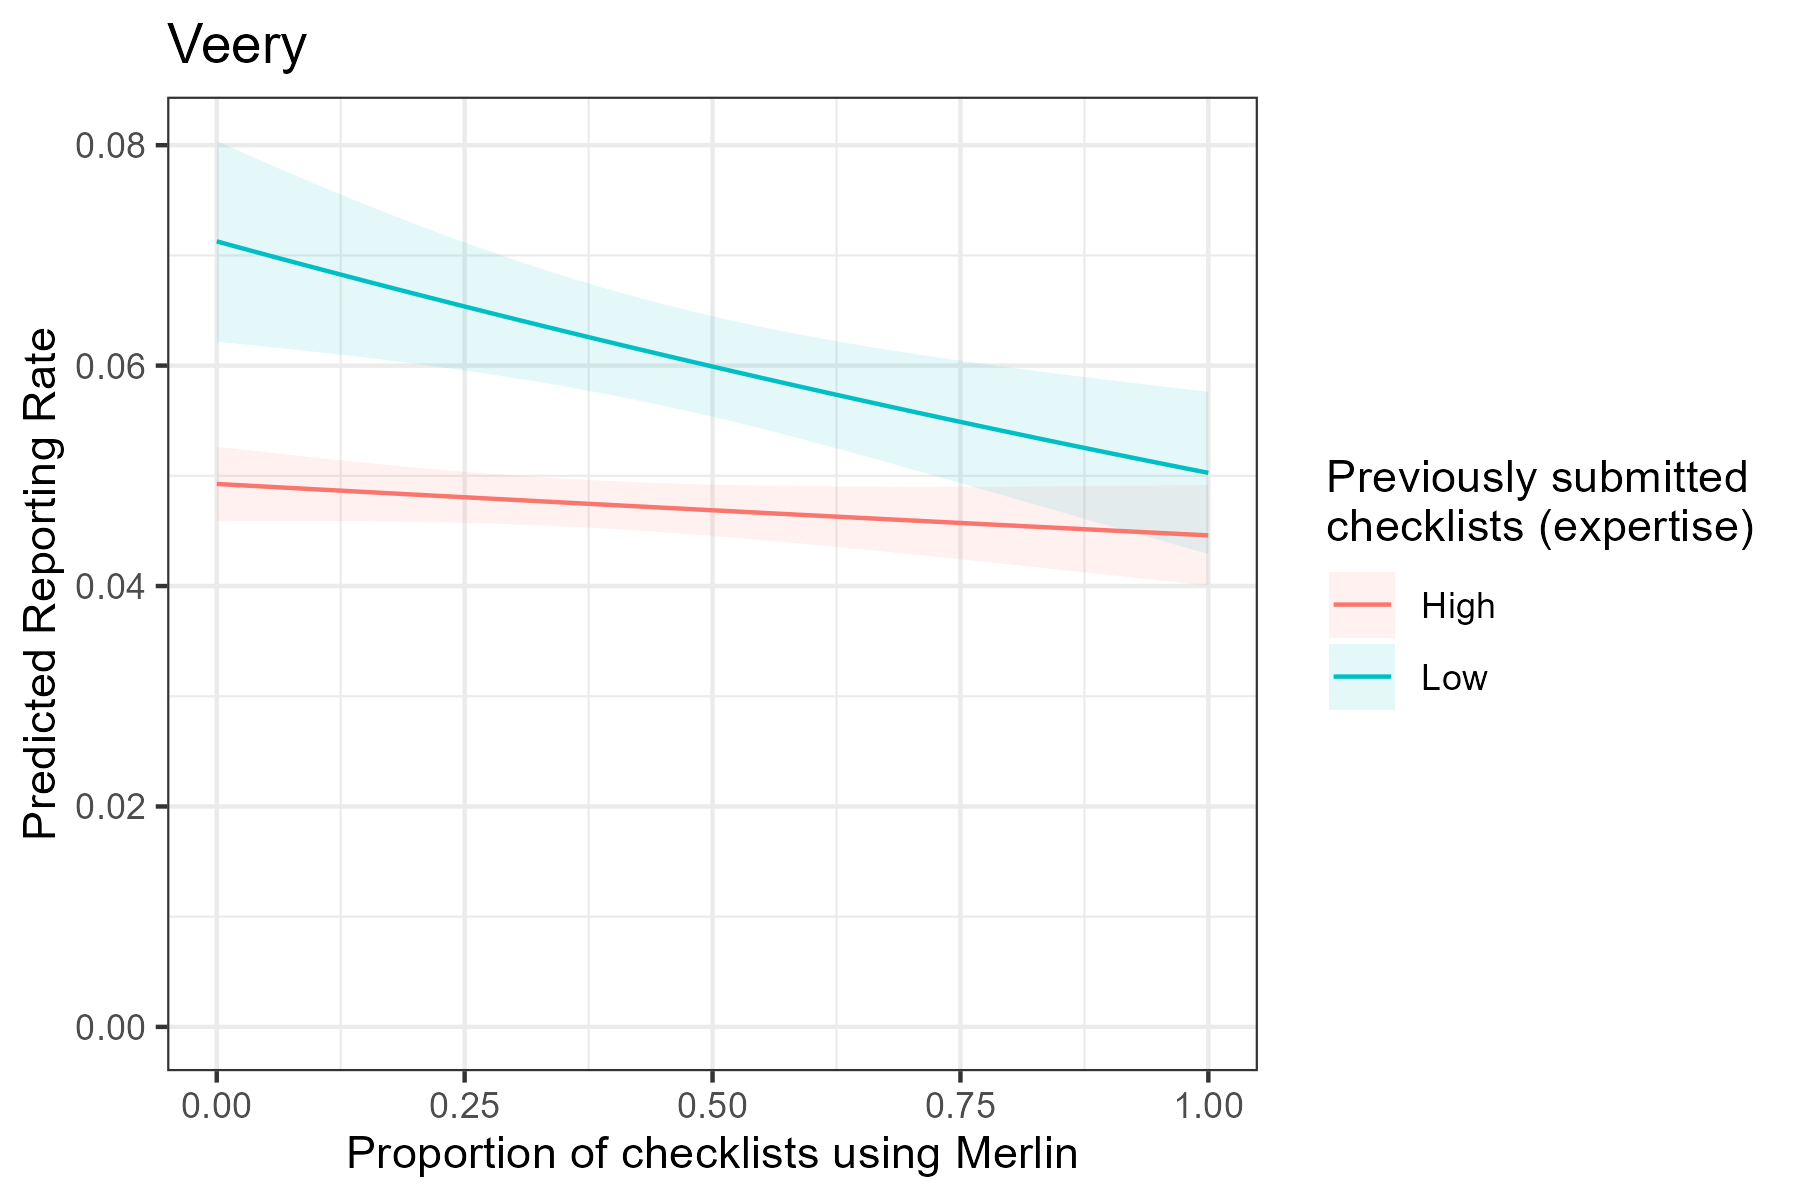 Veery
Predicted Reporting Rate
0.08
0.06
0.04
0.02
0.00
0.00 0.25 0.50 0.75 1.00
Proportion of checklists using Merlin
Previously submitted
checklists (expertise)
High
Low